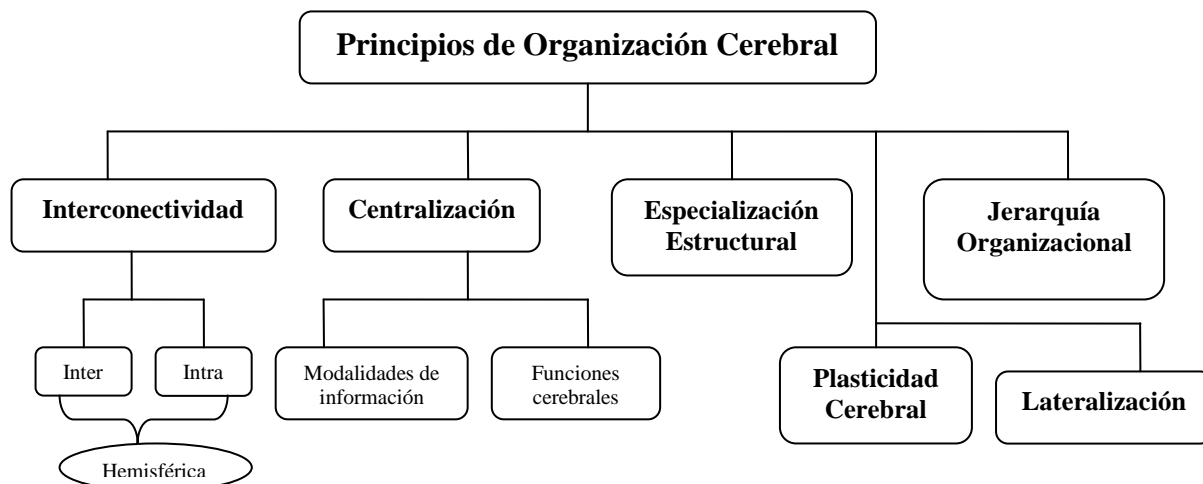 Principios de Organización Cerebral
Interconectividad
Centralización
Especialización
Estructural
Jerarquía
Organizacional
Inter
Intra
Modalidades de
información
Funciones
cerebrales
Plasticidad
Cerebral
Lateralización
Hemisférica